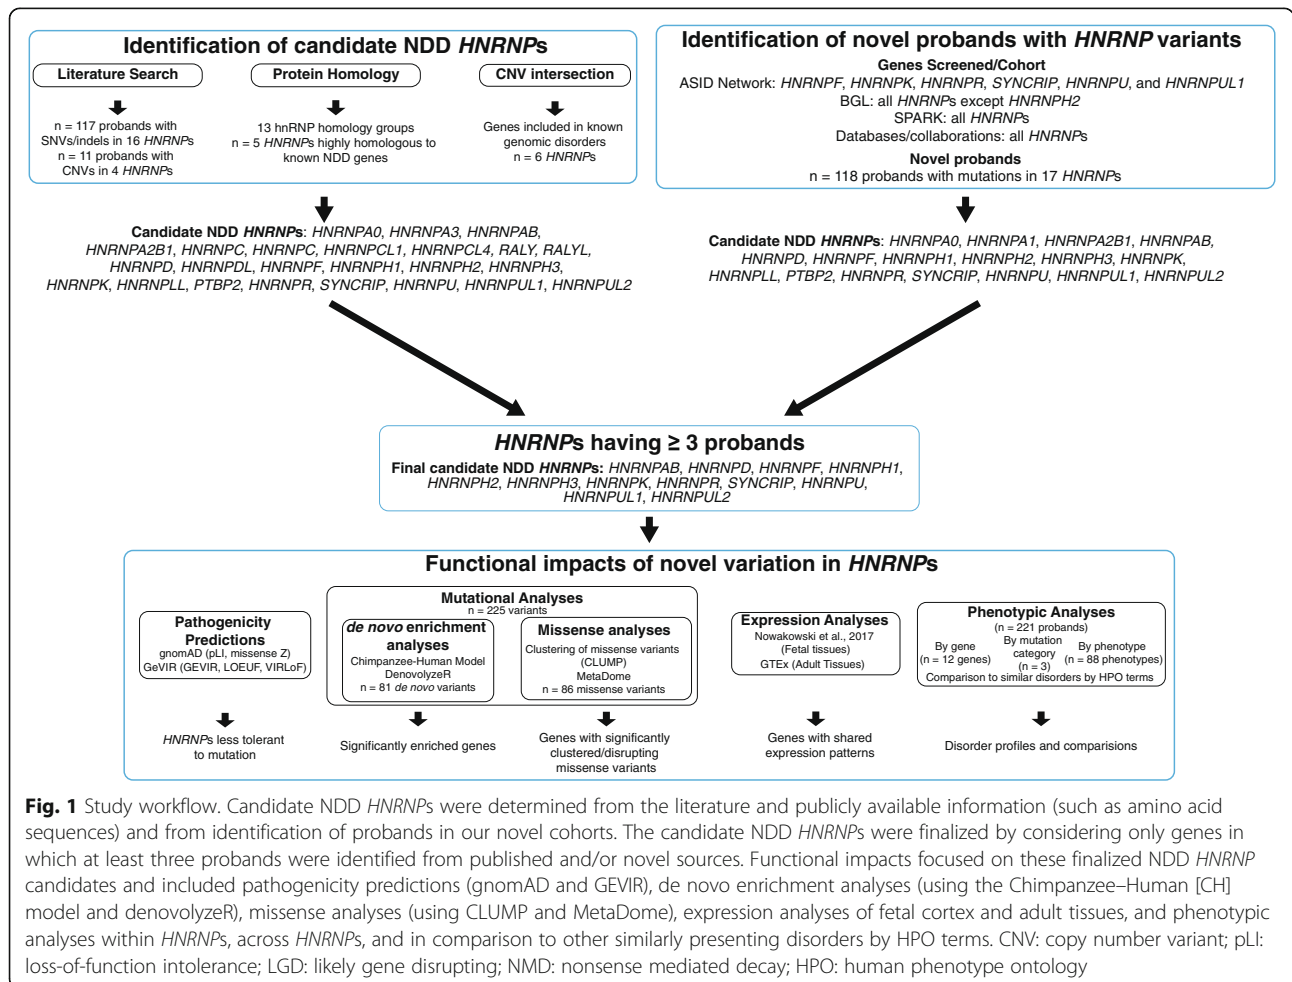 Identification of candidate NDD HNRNPs
Literature Search
n = 117 probands with
SNVs/indels in 16 HNRNPs
n = 11 probands with
CNVs in 4 HNRNPs
Protein Homology
13 hnRNP homology groups
n = 5 HNRNPs highly homologous to
known NDD genes
CNV intersection
Genes included in known
genomic disorders
n = 6 HNRNPs
Identification of novel probands with HNRNP variants
Genes Screened/Cohort
ASID Network: HNRNPF, HNRNPK, HNRNPR, SYNCRIP, HNRNPU, and HNRNPUL1
BGL: all HNRNPs except HNRNPH2
SPARK: all HNRNPs
Databases/collaborations: all HNRNPs
Novel probands
n = 118 probands with mutations in 17 HNRNPs
Candidate NDD HNRNPs: HNRNPA0, HNRNPA3, HNRNPAB,
HNRNPA2B1, HNRNPC, HNRNPC, HNRNPCL1, HNRNPCL4, RALY, RALYL,
HNRNPD, HNRNPDL, HNRNPF, HNRNPH1, HNRNPH2, HNRNPH3,
HNRNPK, HNRNPLL, PTBP2, HNRNPR, SYNCRIP, HNRNPU, HNRNPUL1, HNRNPUL2
Candidate NDD HNRNPs: HNRNPA0, HNRNPA1, HNRNPA2B1, HNRNPAB,
HNRNPD, HNRNPF, HNRNPH1, HNRNPH2, HNRNPH3, HNRNPK,
HNRNPLL, PTBP2, HNRNPR, SYNCRIP, HNRNPU, HNRNPUL1, HNRNPUL2
HNRNPs having ≥ 3 probands
Final candidate NDD HNRNPs: HNRNPAB, HNRNPD, HNRNPF, HNRNPH1,
HNRNPH2, HNRNPH3, HNRNPK, HNRNPR, SYNCRIP, HNRNPU,
HNRNPUL1, HNRNPUL2
Functional impacts of novel variation in HNRNPs
Pathogenicity
Predictions
gnomAD (pLI, missense Z)
GeVIR (GEVIR, LOEUF, VIRLoF)
HNRNPs less tolerant
to mutation
Mutational Analyses
n = 225 variants
de novo enrichment
analyses
Chimpanzee-Human Model
DenovolyzeR
n = 81 de novo variants
Significantly enriched genes
Missense analyses
Clustering of missense variants
(CLUMP)
MetaDome
n = 86 missense variants
Genes with significantly
clustered/disrupting
missense variants
Expression Analyses
Nowakowski et al., 2017
(Fetal tissues)
GTEx (Adult Tissues)
Genes with shared
expression patterns
Phenotypic Analyses
(n = 221 probands)
By gene
(n = 12 genes)
By mutation
category
(n = 3)
By phenotype
(n = 88 phenotypes)
Comparison to similar disorders by HPO terms
Disorder profiles and comparisions
Fig. 1 Study workflow. Candidate NDD HNRNPs were determined from the literature and publicly available information (such as amino acid
sequences) and from identification of probands in our novel cohorts. The candidate NDD HNRNPs were finalized by considering only genes in
which at least three probands were identified from published and/or novel sources. Functional impacts focused on these finalized NDD HNRNP
candidates and included pathogenicity predictions (gnomAD and GEVIR), de novo enrichment analyses (using the Chimpanzee–Human [CH]
model and denovolyzeR), missense analyses (using CLUMP and MetaDome), expression analyses of fetal cortex and adult tissues, and phenotypic
analyses within HNRNPs, across HNRNPs, and in comparison to other similarly presenting disorders by HPO terms. CNV: copy number variant; pLI:
loss-of-function intolerance; LGD: likely gene disrupting; NMD: nonsense mediated decay; HPO: human phenotype ontology